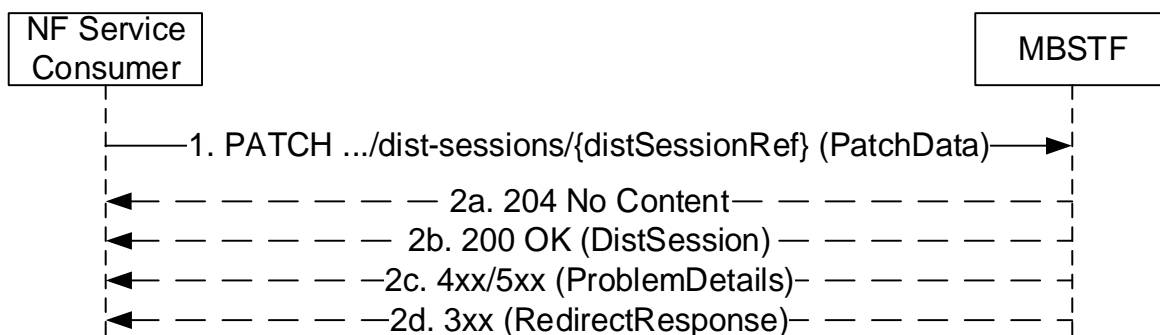 NF Service
Consumer
MBSTF
1. PATCH .../dist-sessions/{distSessionRef} (PatchData)
2a. 204 No Content
2b. 200 OK (DistSession)
2c. 4xx/5xx (ProblemDetails)
2d. 3xx (RedirectResponse)